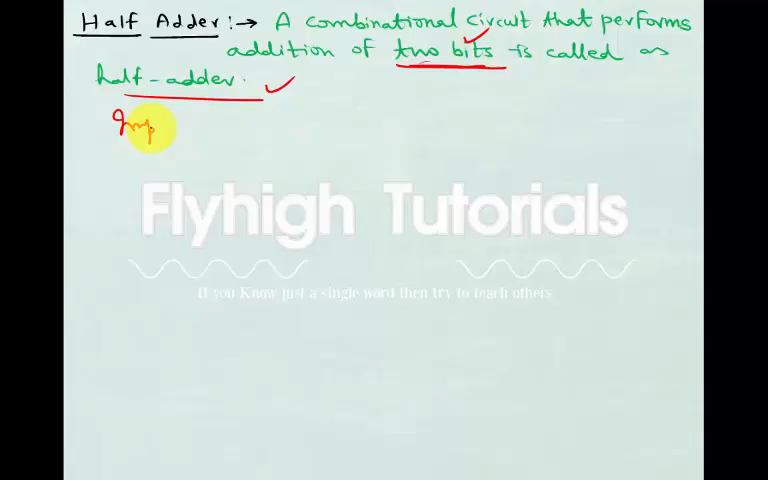 Half Adder :→ A combinational circuit that performs
addition of two bits is called as
half-adder.
Inp
Flyhigh Tutorials
If you Know just a single word then try to teach others